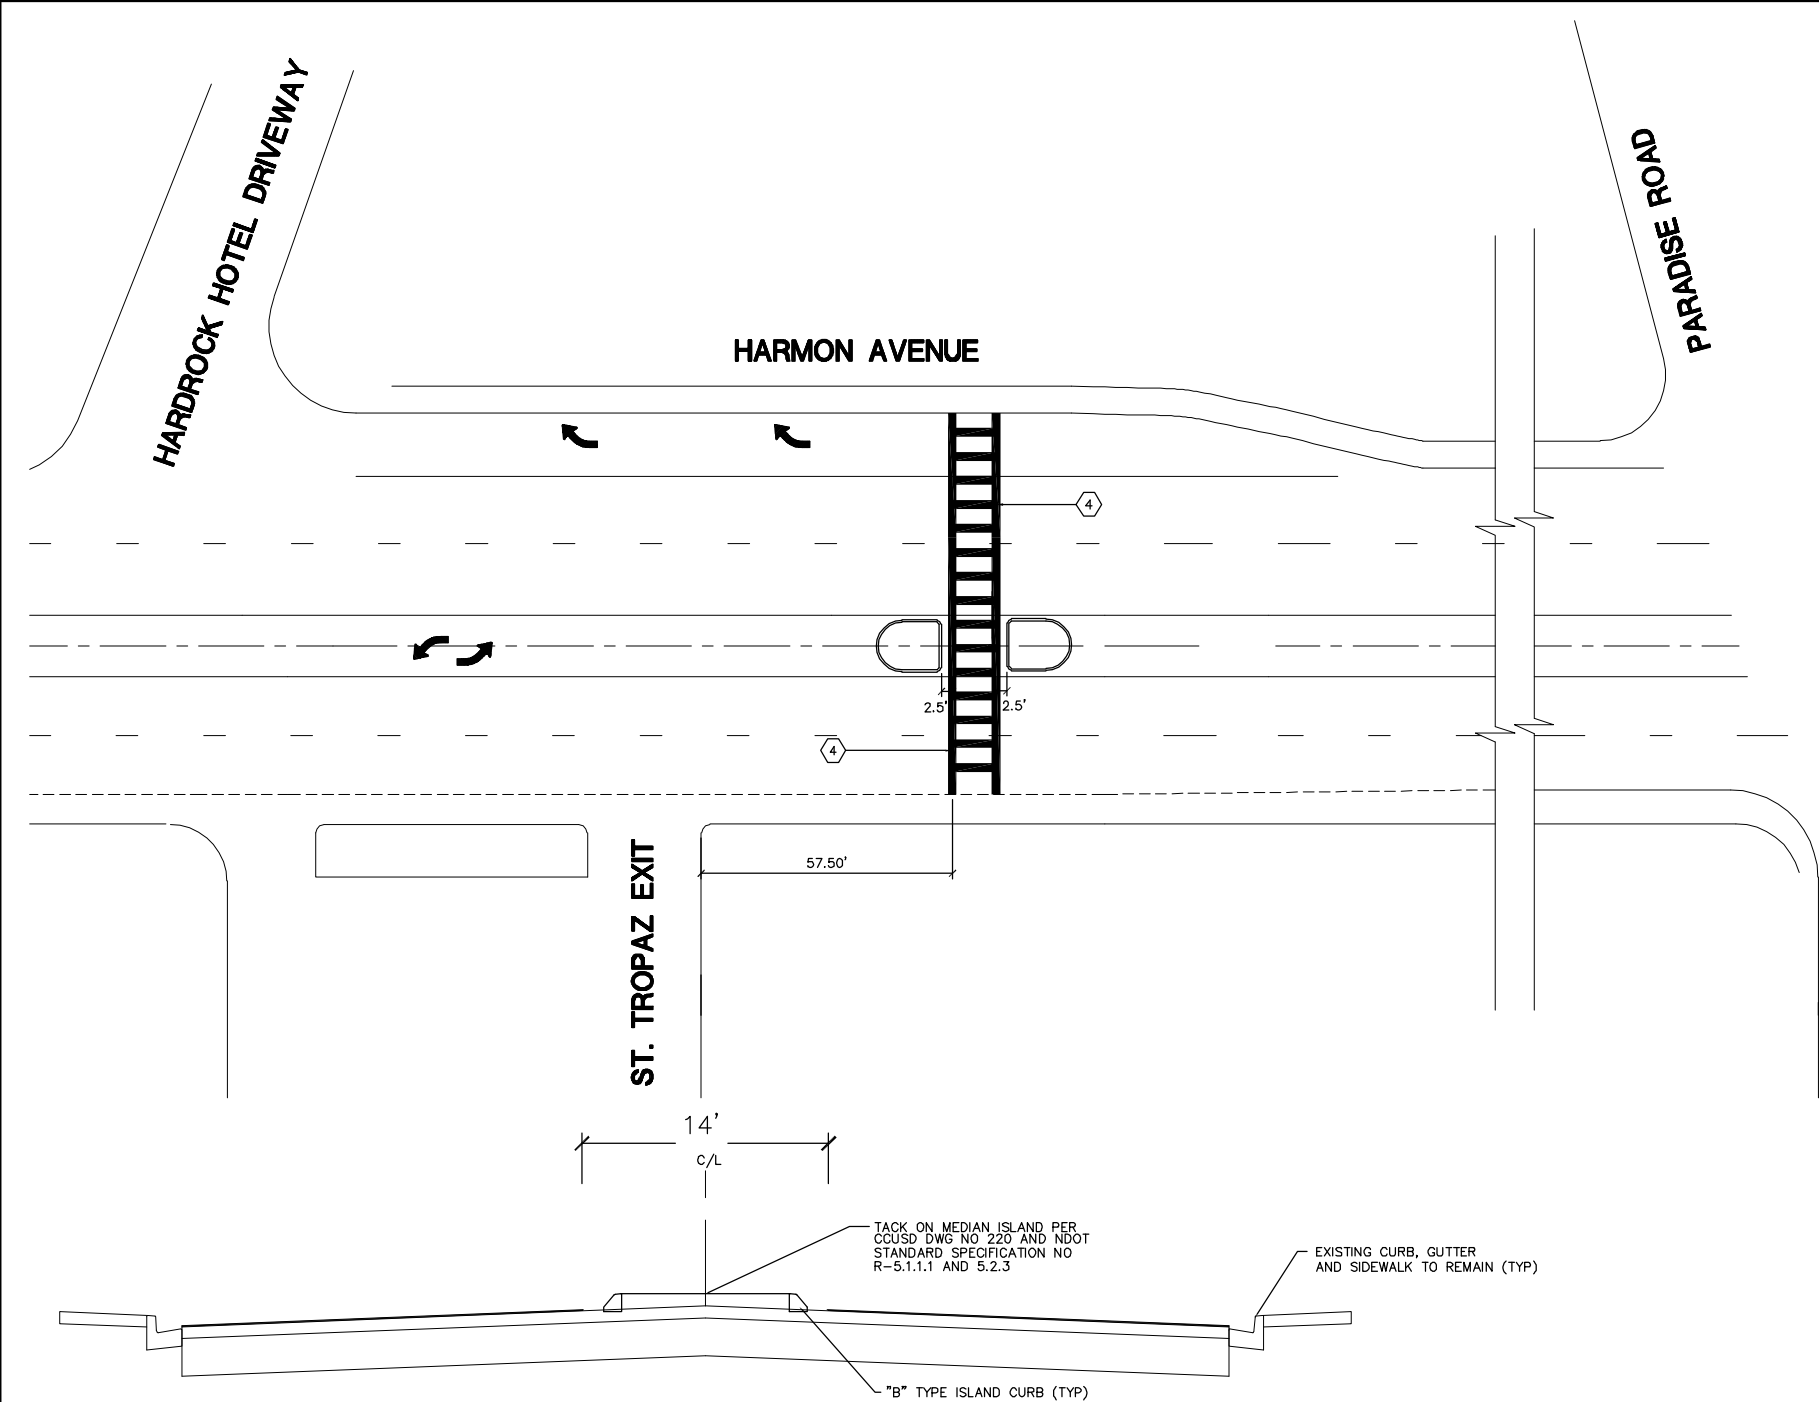 HARDROCK HOTEL DRIVEWAY
PARADISE ROAD
HARMON AVENUE
4
2.5'
2.5'
4
57.50'
ST. TROPAZ EXIT
14'
C/L
TACK ON MEDIAN ISLAND PER
CCUSD DWG NO 220 AND NDOT
STANDARD SPECIFICATION NO
R-5.1.1.1 AND 5.2.3
EXISTING CURB, GUTTER
AND SIDEWALK TO REMAIN (TYP)
"B" TYPE ISLAND CURB (TYP)